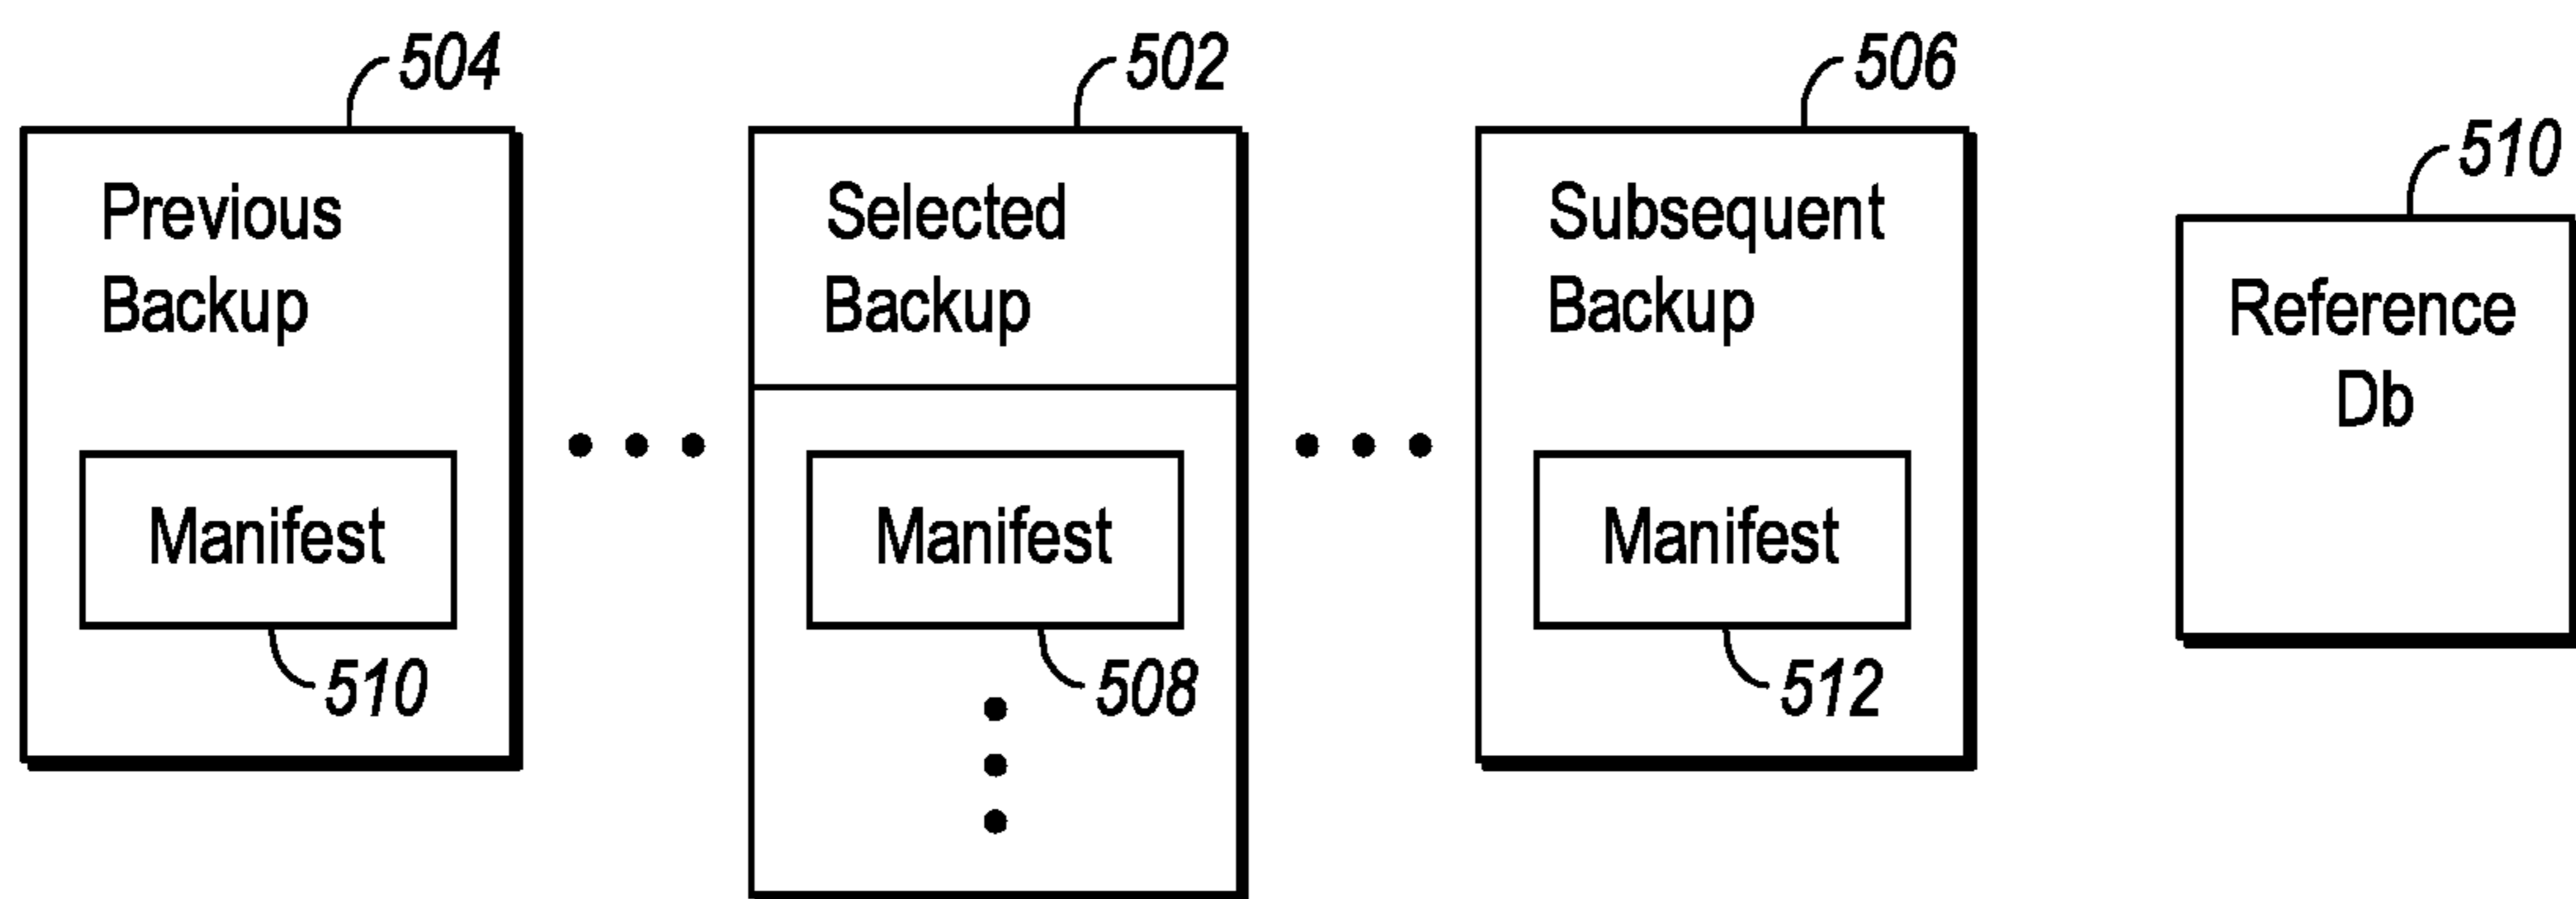 504
502
506
510
Previous
Backup
Selected
Backup
Subsequent
Backup
Reference
Db
Manifest
Manifest
Manifest
510
508
512